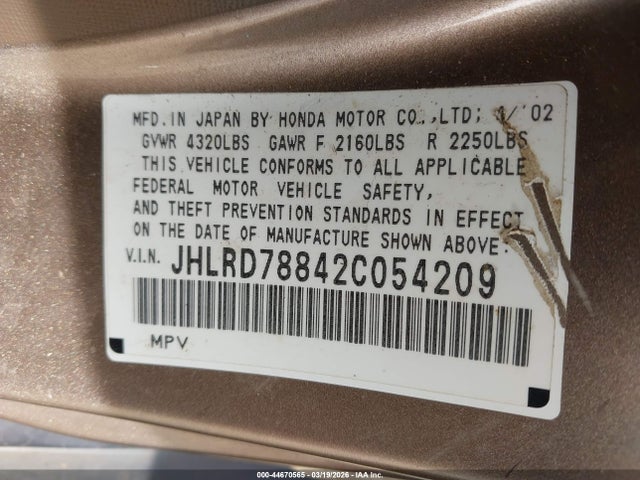 MFD. IN JAPAN BY HONDA MOTOR CO.,LTD; 4/'02
GVWR 4320LBS GAWR F 2160LBS R 2250LBS
THIS VEHICLE CONFORMS TO ALL APPLICABLE
FEDERAL MOTOR VEHICLE SAFETY,
AND THEFT PREVENTION STANDARDS IN EFFECT
ON THE DATE OF MANUFACTURE SHOWN ABOVE.
V.I.N. JHLRD78842C054209
MPV
000-44670565 - 03/19/2026 - IAA Inc.